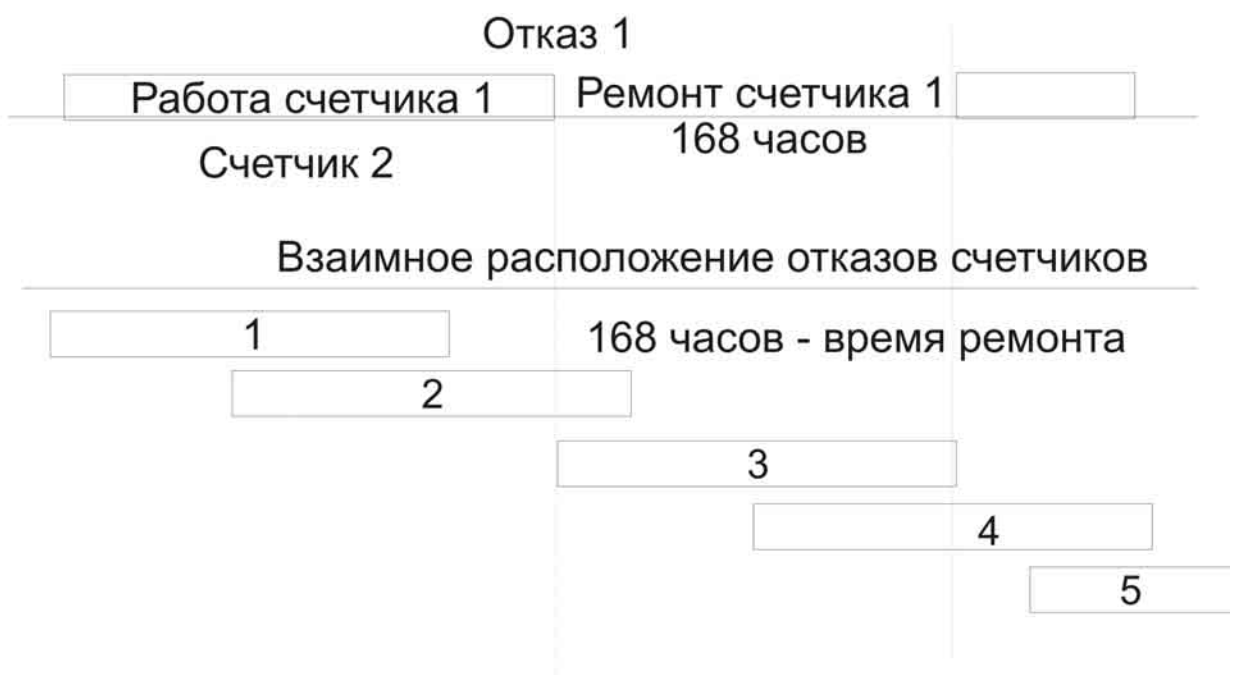 Отказ 1
Работа счетчика 1
Ремонт счетчика 1
168 часов
Счетчик 2
Взаимное расположение отказов счетчиков
1
168 часов - время ремонта
2
3
4
5